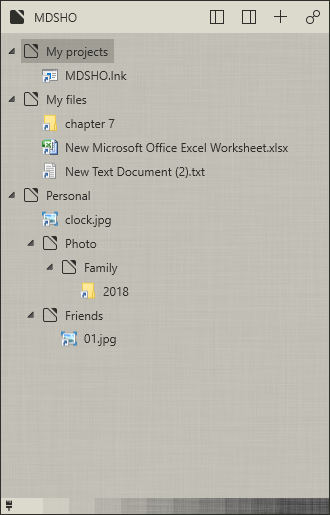 MDSHO
My projects
MDSHO.lnk
My files
chapter 7
New Microsoft Office Excel Worksheet.xlsx
New Text Document (2).txt
Personal
clock.jpg
Photo
Family
2018
Friends
01.jpg